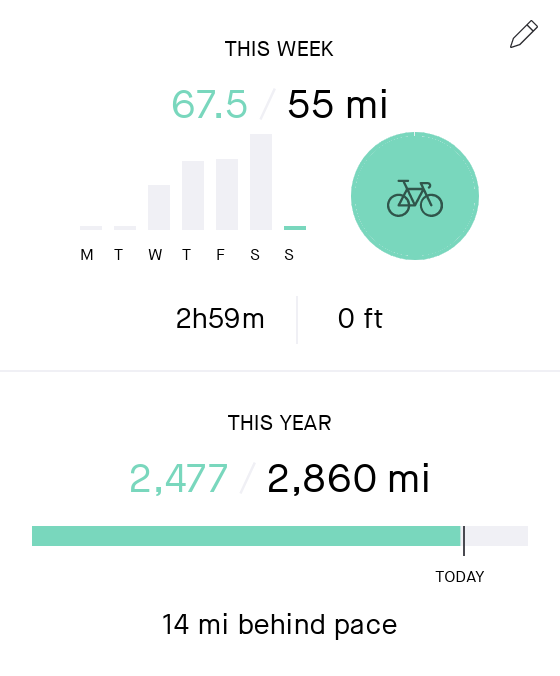 THIS WEEK
67.5 / 55 mi
M T W T F S S
2h59m 0 ft
THIS YEAR
2,477 / 2,860 mi
TODAY
14 mi behind pace